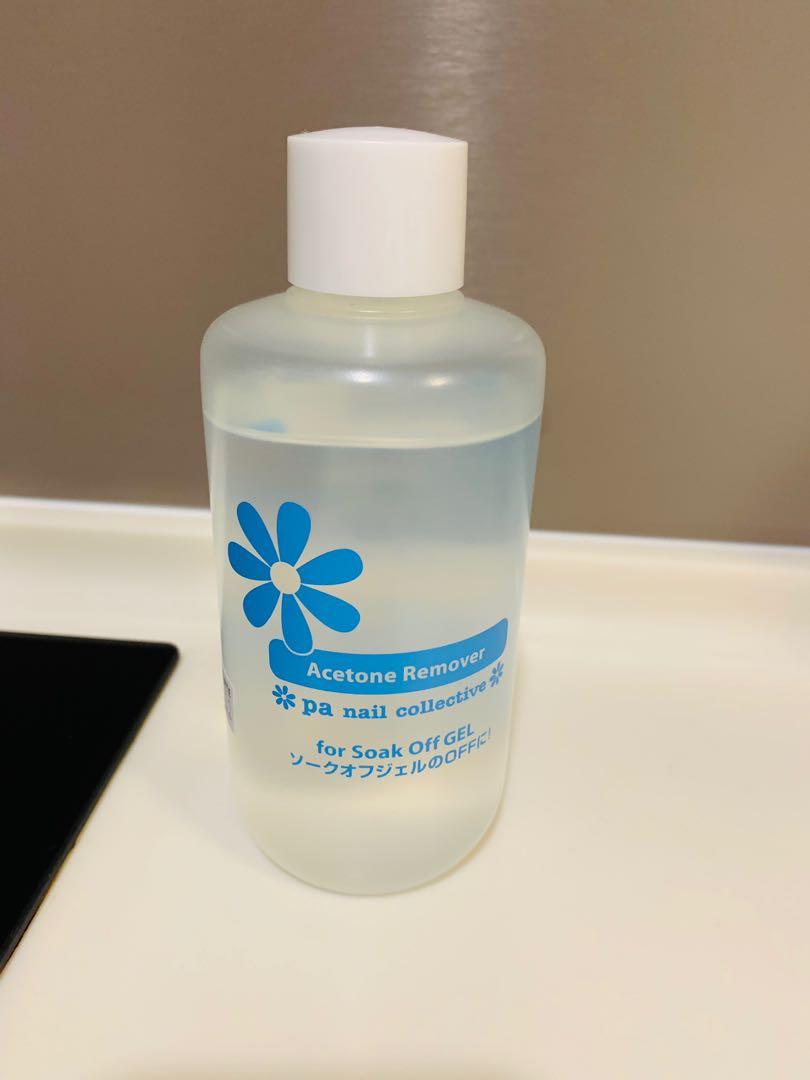 Acetone Remover
pa nail collective
for Soak Off GEL
ソークオフジェルのOFFに!